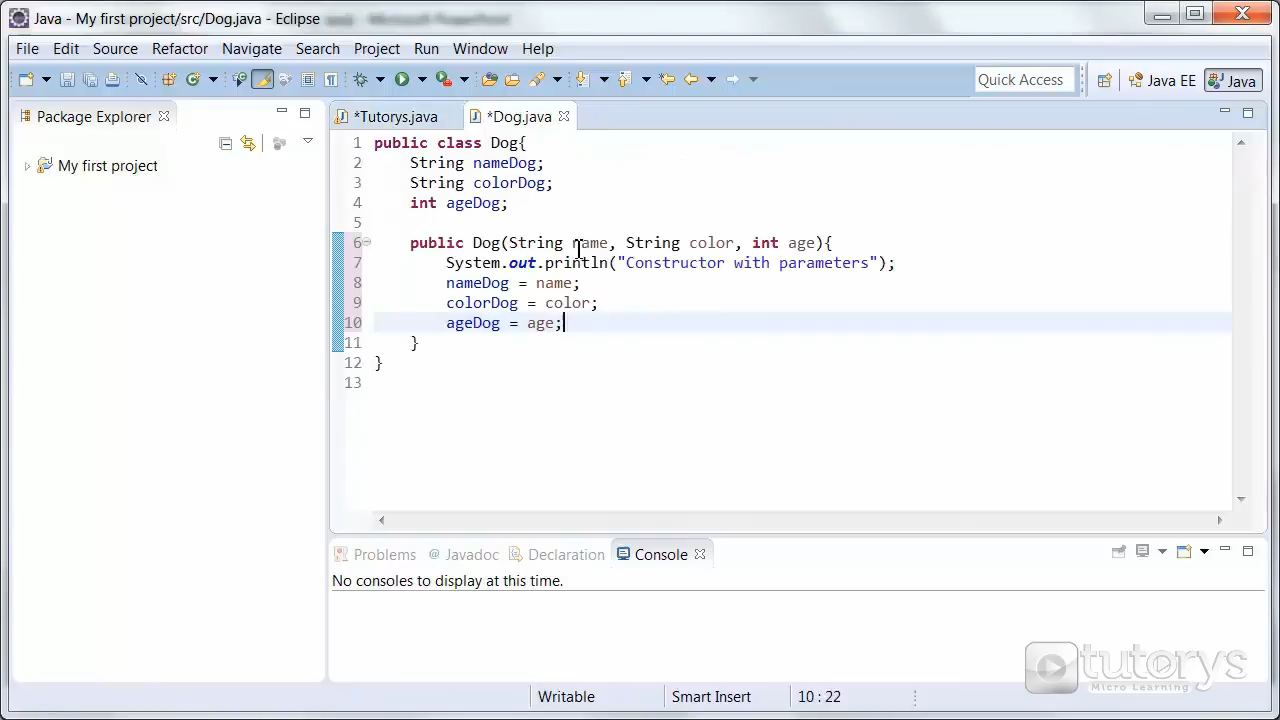 Java - My first project/src/Dog.java - Eclipse
File Edit Source Refactor Navigate Search Project Run Window Help
Quick Access Java EE Java
Package Explorer
*Tutorys.java *Dog.java
My first project
1 public class Dog{
2 String nameDog;
3 String colorDog;
4 int ageDog;
5
6 public Dog(String name, String color, int age){
7 System.out.println("Constructor with parameters");
8 nameDog = name;
9 colorDog = color;
10 ageDog = age;
11 }
12 }
13
Problems @ Javadoc Declaration Console
No consoles to display at this time.
tutorys
Micro Learning
Writable Smart Insert 10 : 22